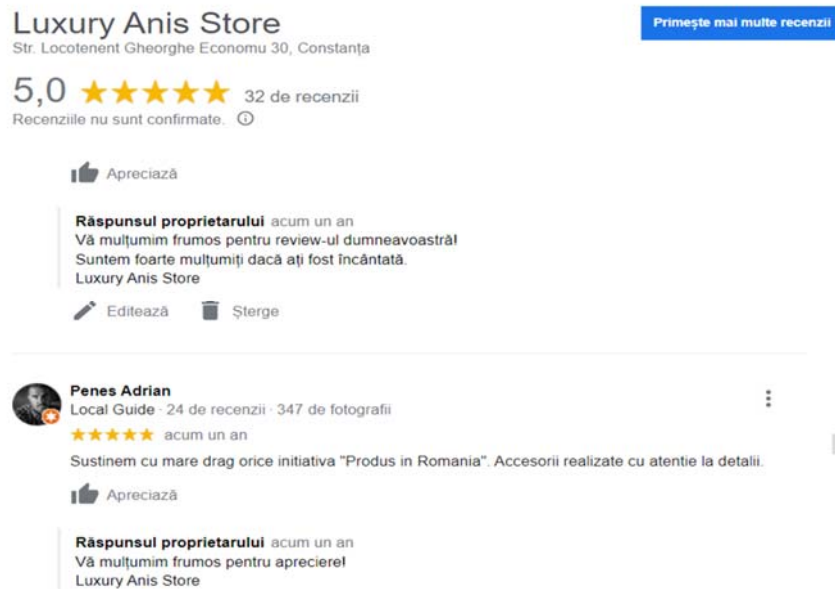 Luxury Anis Store
Primește mai multe recenzii
Str. Locotenent Gheorghe Economu 30, Constanța
5,0 32 de recenzii
Recenziile nu sunt confirmate.
Apreciază
Răspunsul proprietarului acum un an
Vă mulțumim frumos pentru review-ul dumneavoastră!
Suntem foarte mulțumiți dacă ați fost încântată.
Luxury Anis Store
Editează Șterge
Penes Adrian
Local Guide · 24 de recenzii · 347 de fotografii
acum un an
Sustinem cu mare drag orice initiativa "Produs in Romania". Accesorii realizate cu atentie la detalii.
Apreciază
Răspunsul proprietarului acum un an
Vă mulțumim frumos pentru apreciere!
Luxury Anis Store